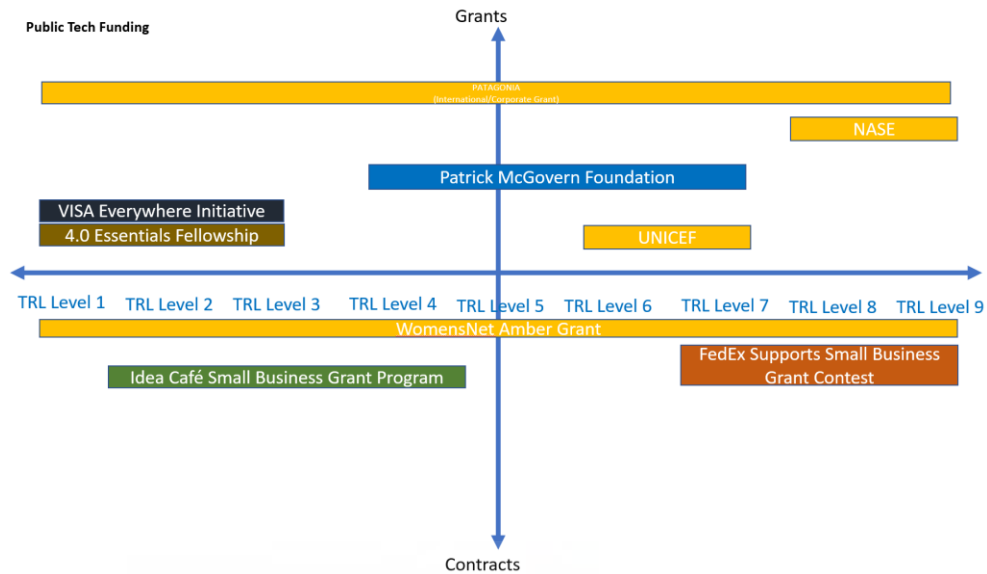 Grants
Public Tech Funding
PATAGONIA
(International/Corporate Grant)
NASE
Patrick McGovern Foundation
VISA Everywhere Initiative
4.0 Essentials Fellowship
UNICEF
TRL Level 1
TRL Level 2
TRL Level 3
TRL Level 4
TRL Level 5
TRL Level 6
TRL Level 7
TRL Level 8
TRL Level 9
WomensNet Amber Grant
FedEx Supports Small Business
Grant Contest
Idea Café Small Business Grant Program
Contracts